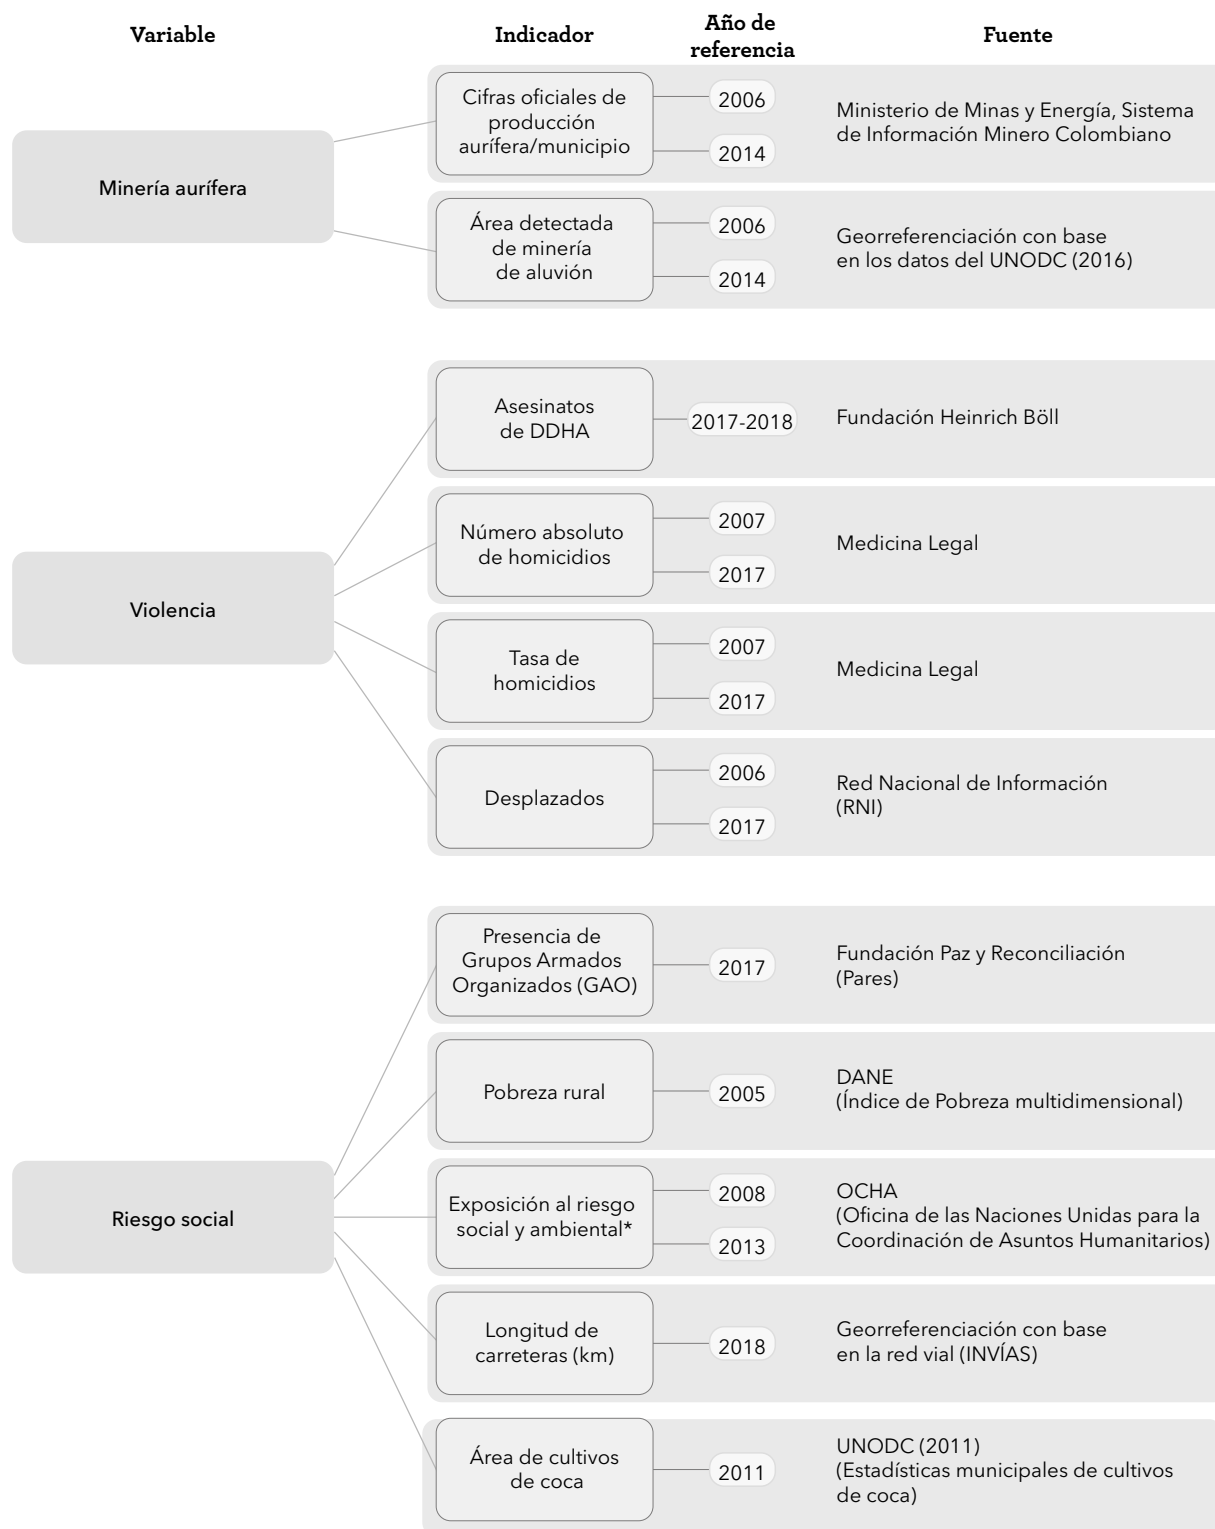 Variable
Indicador
Año de
referencia
Fuente
Minería aurífera
Cifras oficiales de
producción
aurífera/municipio
2006
2014
Ministerio de Minas y Energía, Sistema
de Información Minero Colombiano
Área detectada
de minería
de aluvión
2006
2014
Georreferenciación con base
en los datos del UNODC (2016)
Violencia
Asesinatos
de DDHA
2017-2018
Fundación Heinrich Böll
Número absoluto
de homicidios
2007
2017
Medicina Legal
Tasa de
homicidios
2007
2017
Medicina Legal
Desplazados
2006
2017
Red Nacional de Información
(RNI)
Riesgo social
Presencia de
Grupos Armados
Organizados (GAO)
2017
Fundación Paz y Reconciliación
(Pares)
Pobreza rural
2005
DANE
(Índice de Pobreza multidimensional)
Exposición al riesgo
social y ambiental*
2008
2013
OCHA
(Oficina de las Naciones Unidas para la
Coordinación de Asuntos Humanitarios)
Longitud de
carreteras (km)
2018
Georreferenciación con base
en la red vial (INVÍAS)
Área de cultivos
de coca
2011
UNODC (2011)
(Estadísticas municipales de cultivos
de coca)